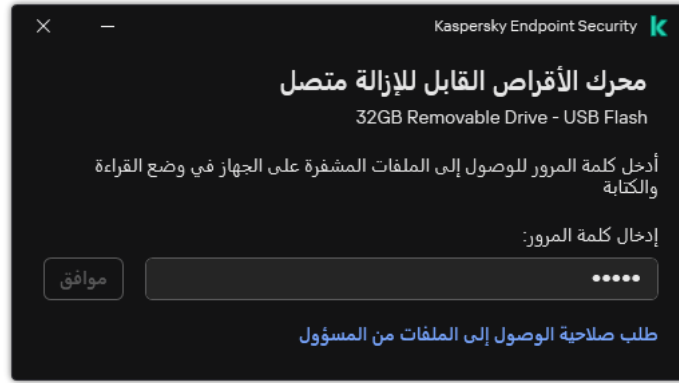 Kaspersky Endpoint Security
محرك الأقراص القابل للإزالة متصل
32GB Removable Drive - USB Flash
أدخل كلمة المرور للوصول إلى الملفات المشفرة على الجهاز في وضع القراءة
والكتابة
إدخال كلمة المرور:
•••••
موافق
طلب صلاحية الوصول إلى الملفات من المسؤول